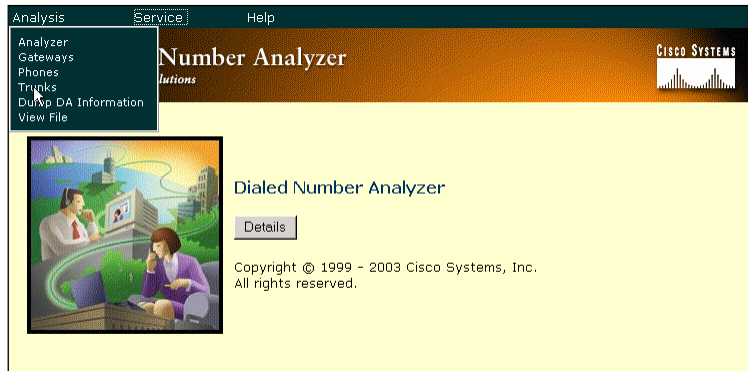 Analysis Service Help
Analyzer
Gateways
Phones
Trunks
Dump DA Information
View File
Number Analyzer
lutions
CISCO SYSTEMS
Dialed Number Analyzer
Details
Copyright © 1999 - 2003 Cisco Systems, Inc.
All rights reserved.